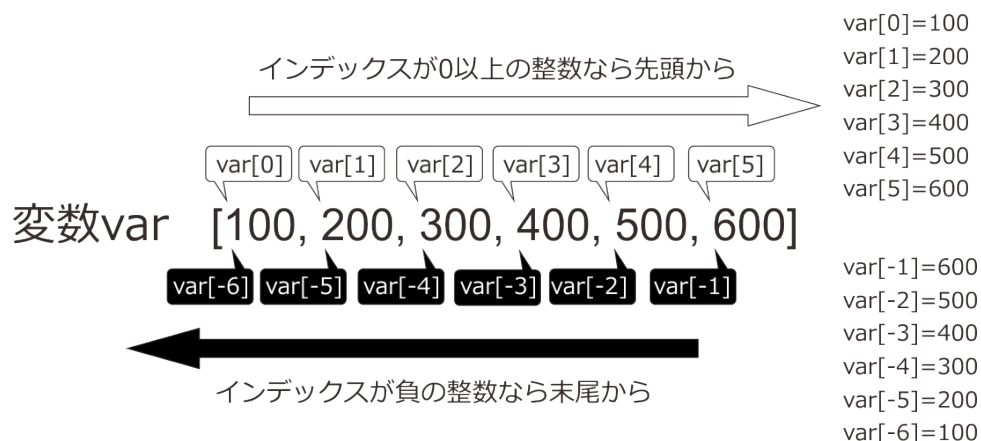 インデックスが0以上の整数なら先頭から
var[0] var[1] var[2] var[3] var[4] var[5]
変数var [100, 200, 300, 400, 500, 600]
var[-6] var[-5] var[-4] var[-3] var[-2] var[-1]
インデックスが負の整数なら末尾から
var[0]=100
var[1]=200
var[2]=300
var[3]=400
var[4]=500
var[5]=600
var[-1]=600
var[-2]=500
var[-3]=400
var[-4]=300
var[-5]=200
var[-6]=100